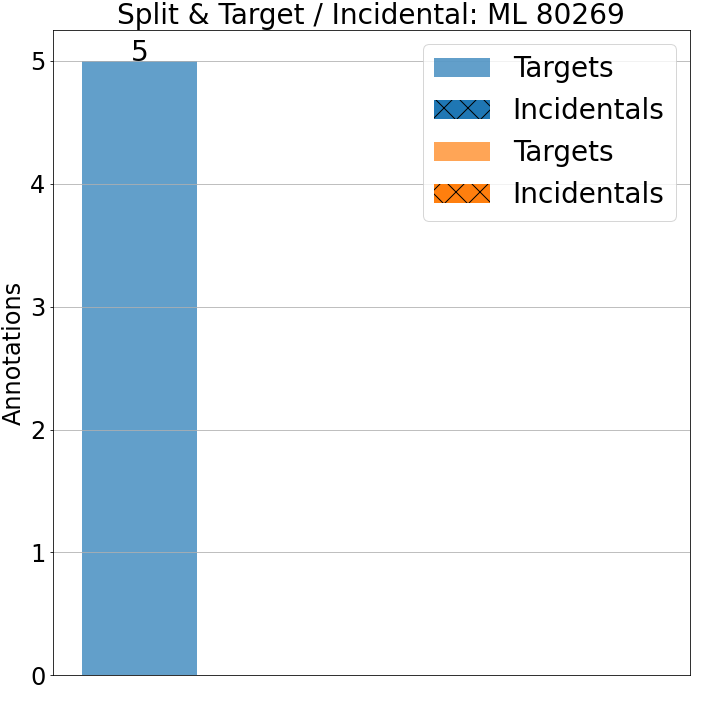 Split & Target / Incidental: ML 80269
5
5
4
3
2
1
0
Annotations
Targets
Incidentals
Targets
Incidentals